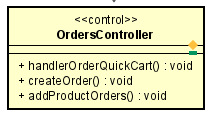 <<control>>
OrdersController
+ handlerOrderQuickCart() : void
+ createOrder() : void
+ addProductOrders() : void